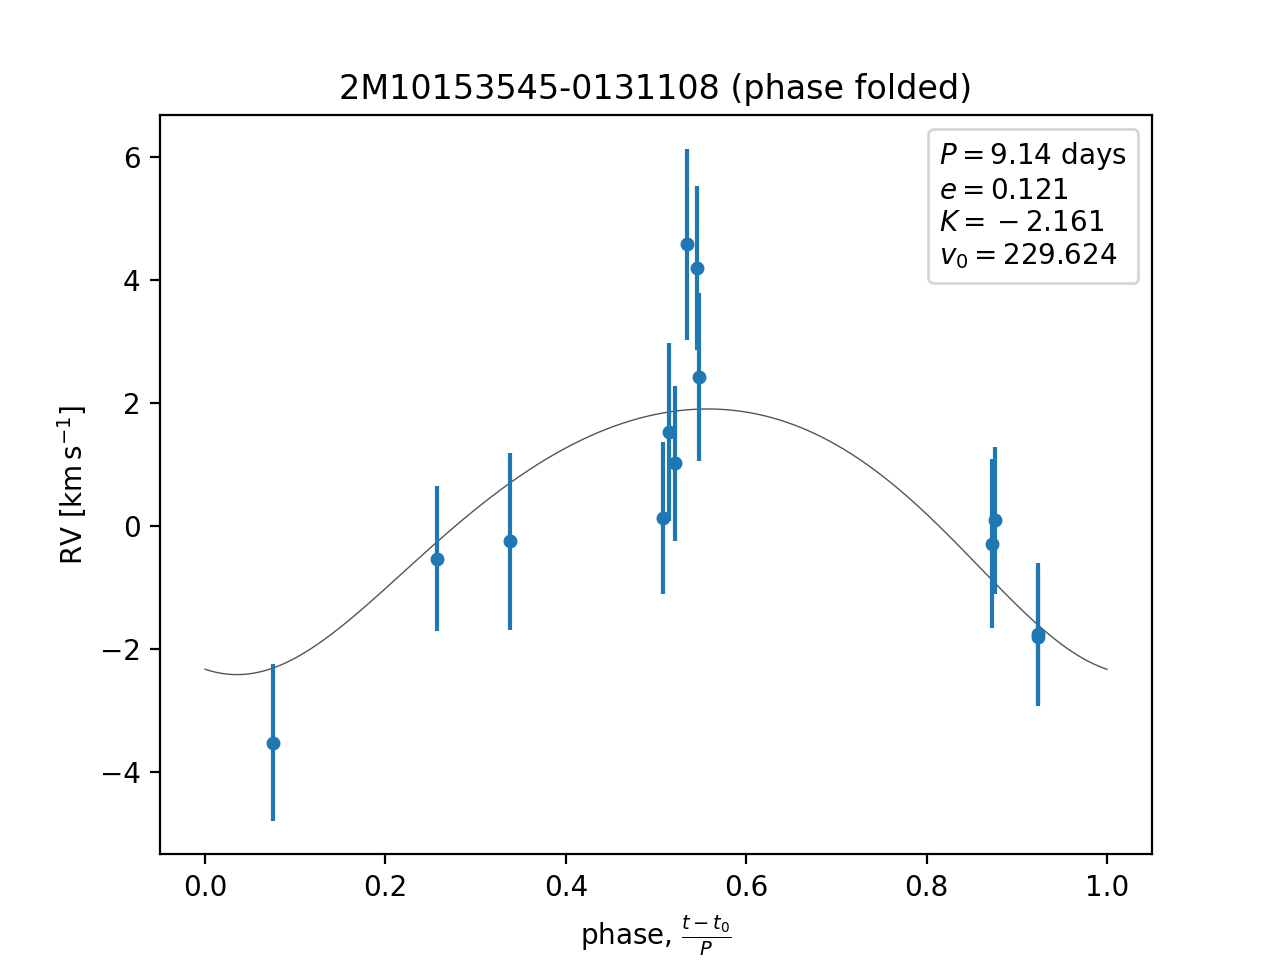 2M10153545-0131108 (phase folded)
P = 9.14 days
e = 0.121
K = −2.161
v₀ = 229.624
6
4
2
0
−2
−4
RV [km s⁻¹]
0.0 0.2 0.4 0.6 0.8 1.0
phase, (t − t₀)/P